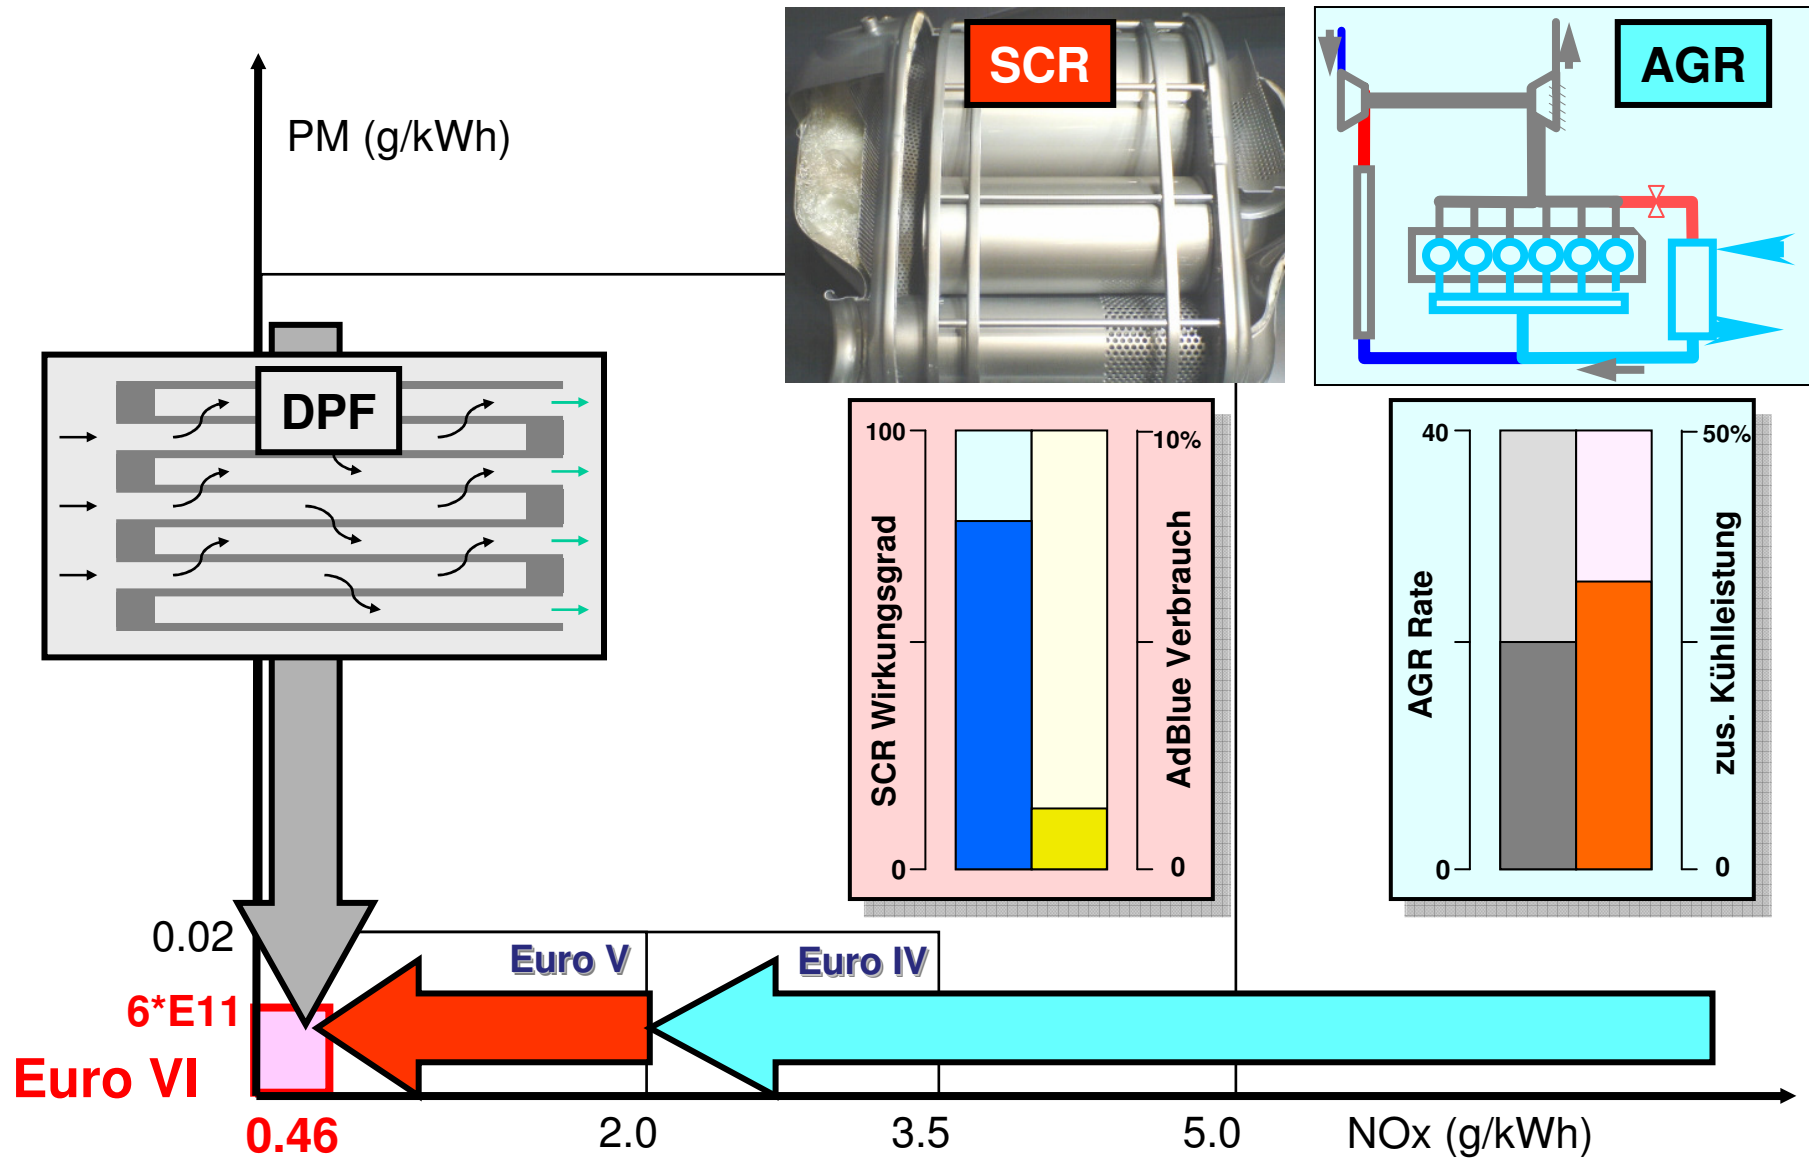 PM (g/kWh)
SCR
AGR
DPF
100
10%
SCR Wirkungsgrad
AdBlue Verbrauch
0
0
40
50%
AGR Rate
zus. Kühlleistung
0
0
0.02
Euro V
Euro IV
6*E11
Euro VI
0.46
2.0
3.5
5.0
NOx (g/kWh)